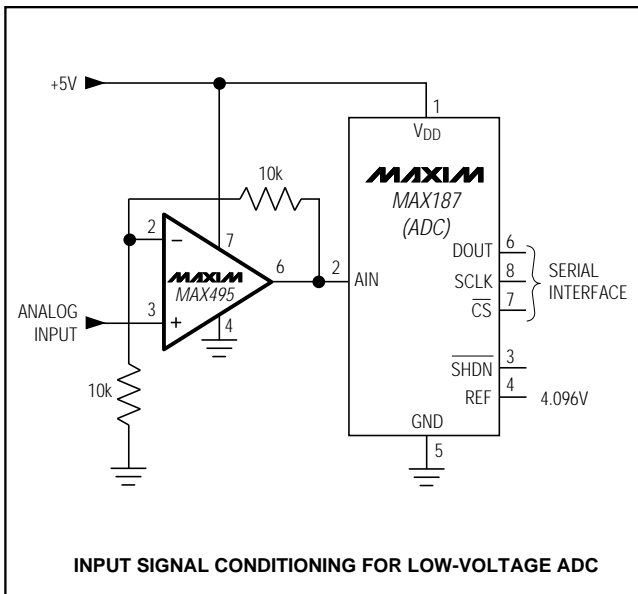 +5V
1
VDD
10k
MAXIM
MAX187
(ADC)
2
−
7
DOUT
6
MAXIM
MAX495
6
2
AIN
SCLK
8
SERIAL
INTERFACE
CS
7
ANALOG
INPUT
3
+
4
SHDN
3
10k
REF
4
4.096V
GND
5
INPUT SIGNAL CONDITIONING FOR LOW-VOLTAGE ADC